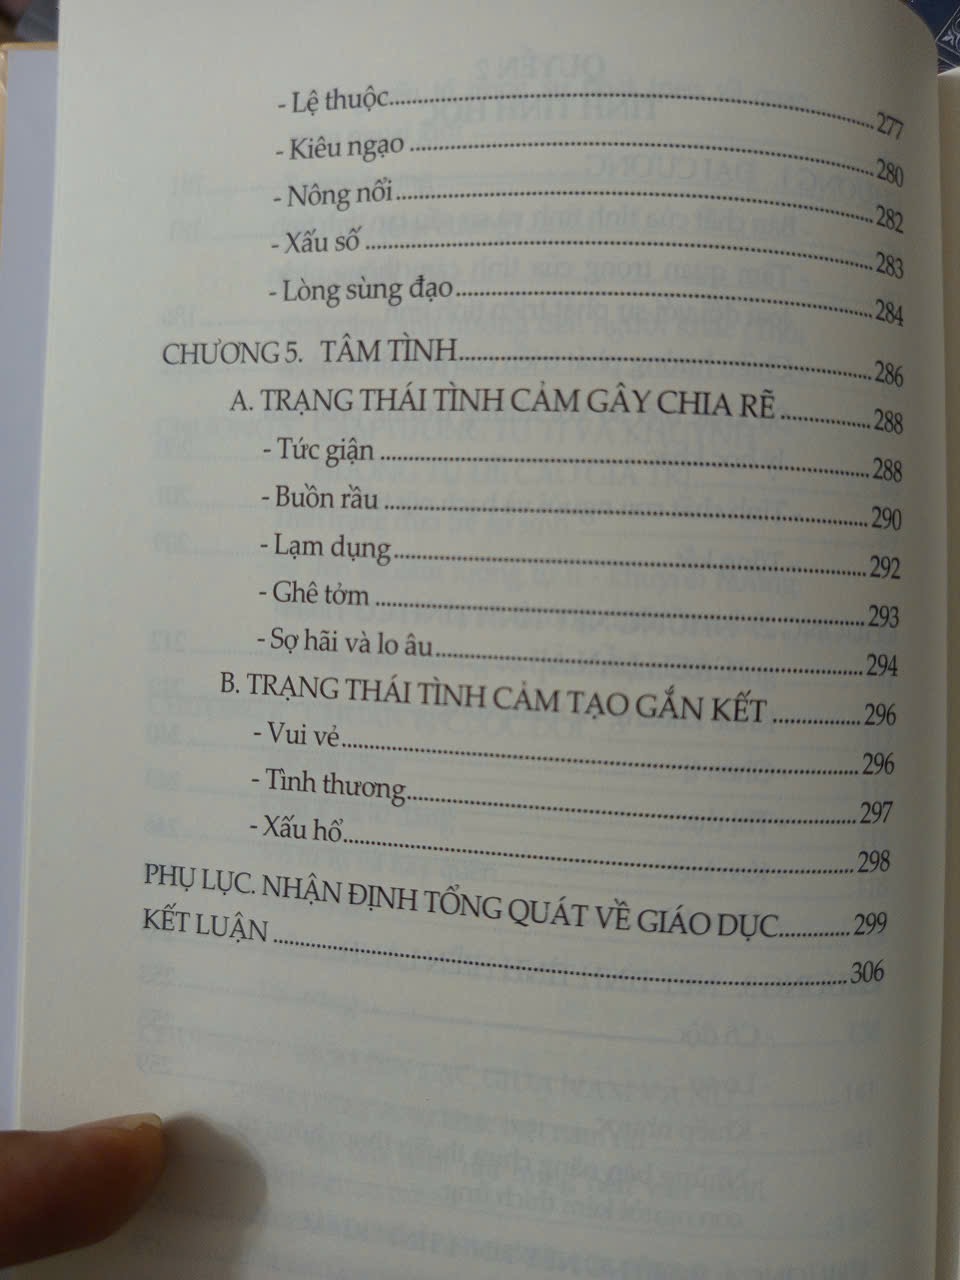 - Lệ thuộc........277
- Kiêu ngạo........280
- Nông nổi........282
- Xấu số........283
- Lòng sùng đạo........284
CHƯƠNG 5. TÂM TÌNH........286
A. TRẠNG THÁI TÌNH CẢM GÂY CHIA RẼ........288
- Tức giận........288
- Buồn rầu........290
- Lạm dụng........292
- Ghê tởm........293
- Sợ hãi và lo âu........294
B. TRẠNG THÁI TÌNH CẢM TẠO GẮN KẾT........296
- Vui vẻ........296
- Tình thương........297
- Xấu hổ........298
PHỤ LỤC. NHẬN ĐỊNH TỔNG QUÁT VỀ GIÁO DỤC........299
KẾT LUẬN........306